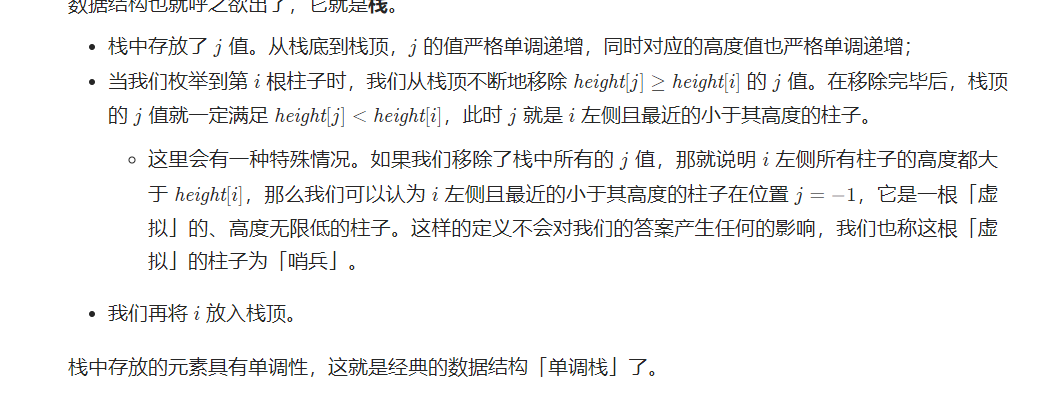 数据结构也就呼之欲出了，它就是栈。
• 栈中存放了 j 值。从栈底到栈顶，j 的值严格单调递增，同时对应的高度值也严格单调递增；
• 当我们枚举到第 i 根柱子时，我们从栈顶不断地移除 height[j] ≥ height[i] 的 j 值。在移除完毕后，栈顶
的 j 值就一定满足 height[j] < height[i]，此时 j 就是 i 左侧且最近的小于其高度的柱子。
◦ 这里会有一种特殊情况。如果我们移除了栈中所有的 j 值，那就说明 i 左侧所有柱子的高度都大
于 height[i]，那么我们可以认为 i 左侧且最近的小于其高度的柱子在位置 j = −1，它是一根「虚
拟」的、高度无限低的柱子。这样的定义不会对我们的答案产生任何的影响，我们也称这根「虚
拟」的柱子为「哨兵」。
• 我们再将 i 放入栈顶。
栈中存放的元素具有单调性，这就是经典的数据结构「单调栈」了。